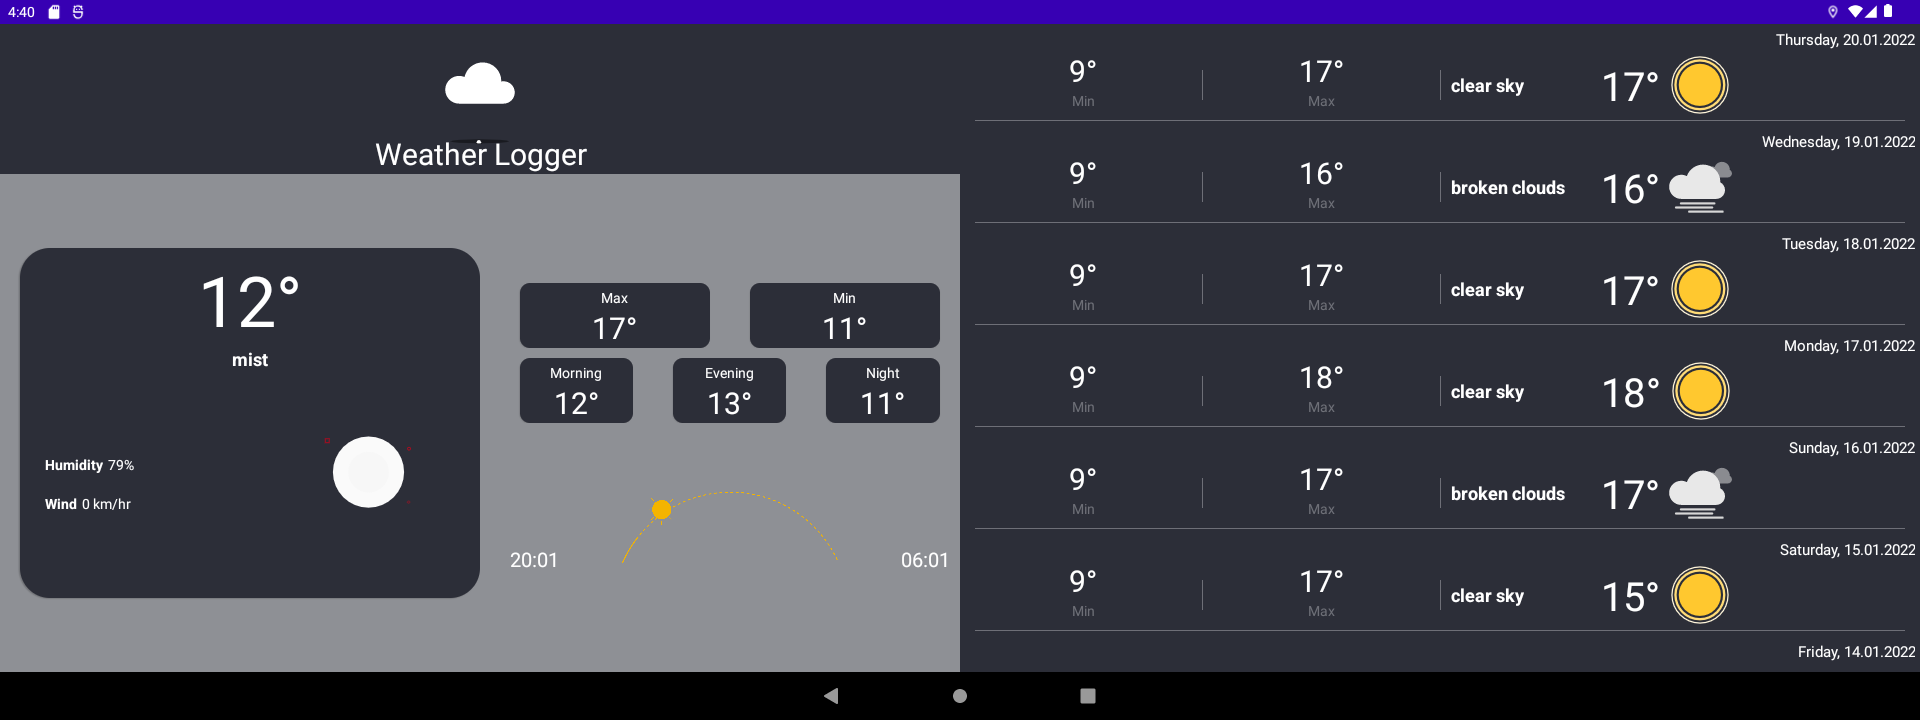 4:40
Weather Logger
12°
mist
Humidity 79%
Wind 0 km/hr
Max
17°
Min
11°
Morning
12°
Evening
13°
Night
11°
20:01
06:01
Thursday, 20.01.2022
9°
Min
17°
Max
clear sky
17°
Wednesday, 19.01.2022
9°
Min
16°
Max
broken clouds
16°
Tuesday, 18.01.2022
9°
Min
17°
Max
clear sky
17°
Monday, 17.01.2022
9°
Min
18°
Max
clear sky
18°
Sunday, 16.01.2022
9°
Min
17°
Max
broken clouds
17°
Saturday, 15.01.2022
9°
Min
17°
Max
clear sky
15°
Friday, 14.01.2022